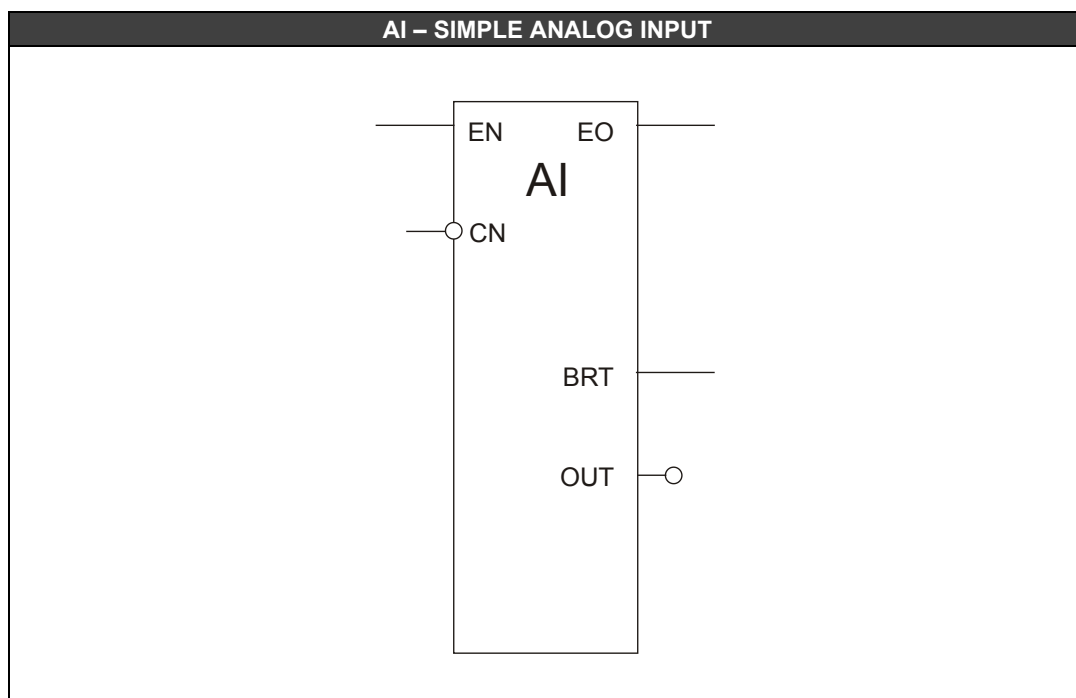 AI – SIMPLE ANALOG INPUT
EN EO
AI
CN
BRT
OUT